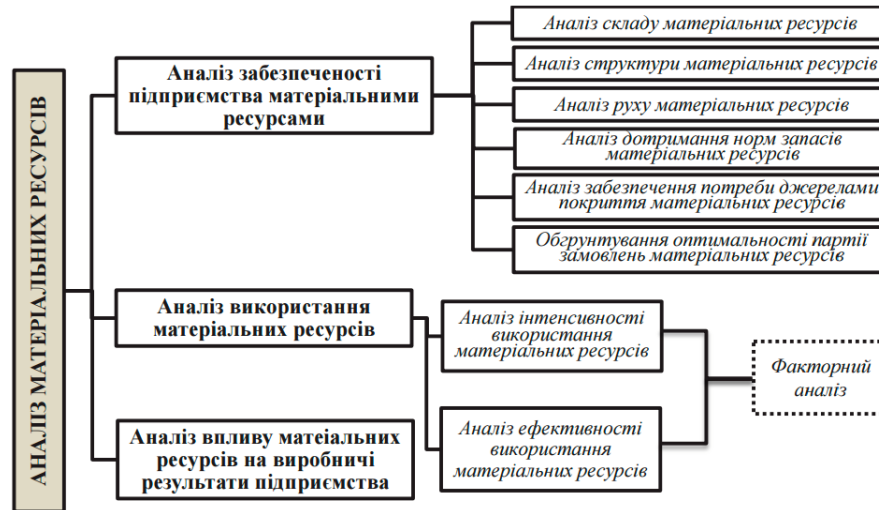 АНАЛІЗ МАТЕРІАЛЬНИХ РЕСУРСІВ
Аналіз забезпеченості
підприємства матеріальними
ресурсами
Аналіз складу матеріальних ресурсів
Аналіз структури матеріальних ресурсів
Аналіз руху матеріальних ресурсів
Аналіз дотримання норм запасів
матеріальних ресурсів
Аналіз забезпечення потреби джерелами
покриття матеріальних ресурсів
Обгрунтування оптимальності партії
замовлень матеріальних ресурсів
Аналіз використання
матеріальних ресурсів
Аналіз інтенсивності
використання
матеріальних ресурсів
Аналіз ефективності
використання
матеріальних ресурсів
Факторний
аналіз
Аналіз впливу матеіальних
ресурсів на виробничі
результати підприємства